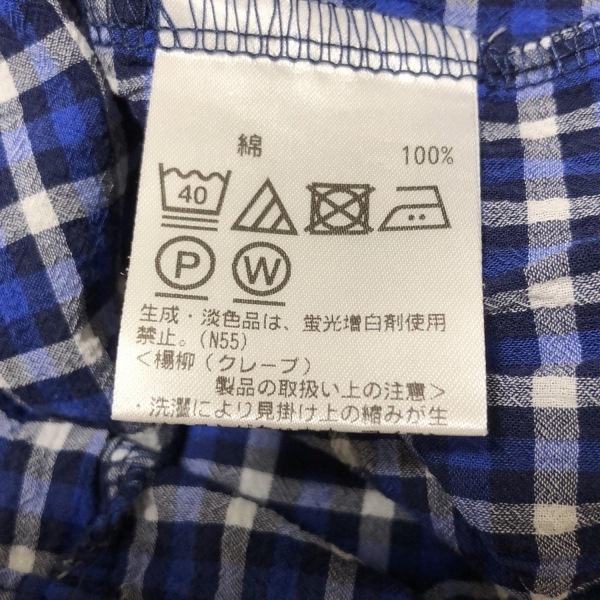 綿 100%
40
P W
生成・淡色品は、蛍光増白剤使用
禁止。(N55)
<楊柳(クレープ)
製品の取扱い上の注意>
・洗濯により見掛け上の縮みが生